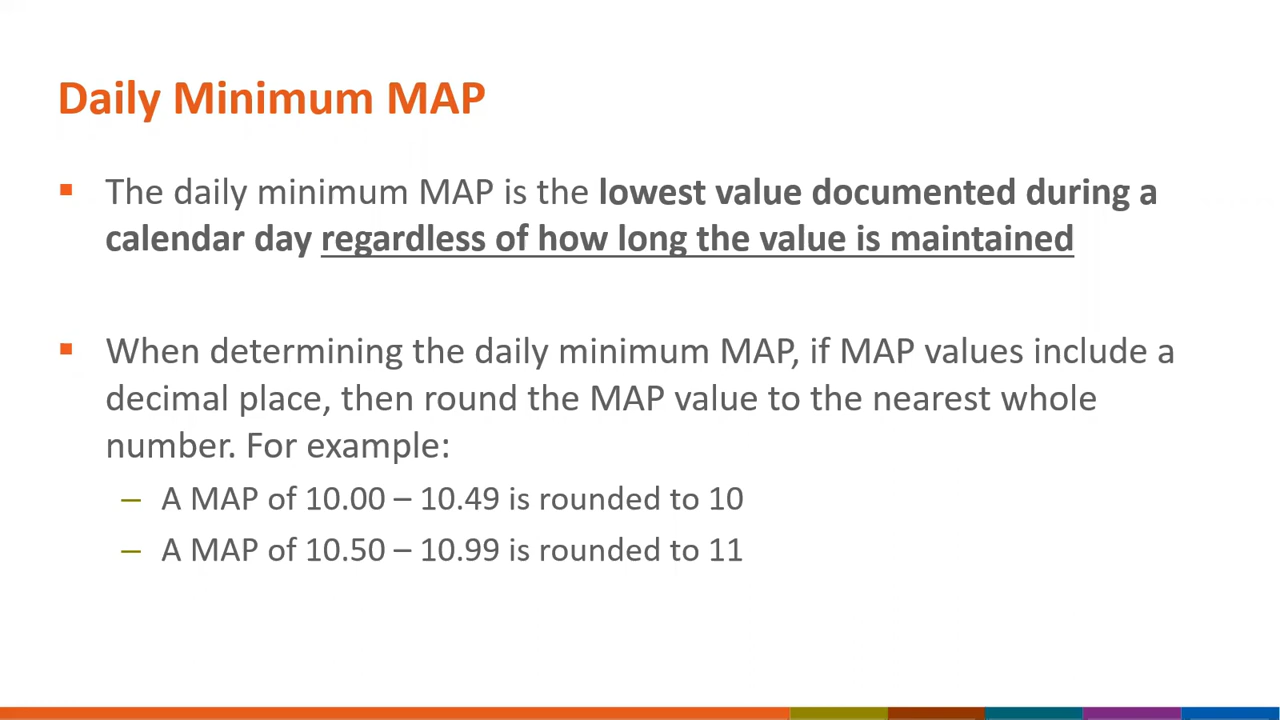 Daily Minimum MAP
▪ The daily minimum MAP is the lowest value documented during a
calendar day regardless of how long the value is maintained
▪ When determining the daily minimum MAP, if MAP values include a
decimal place, then round the MAP value to the nearest whole
number. For example:
– A MAP of 10.00 – 10.49 is rounded to 10
– A MAP of 10.50 – 10.99 is rounded to 11